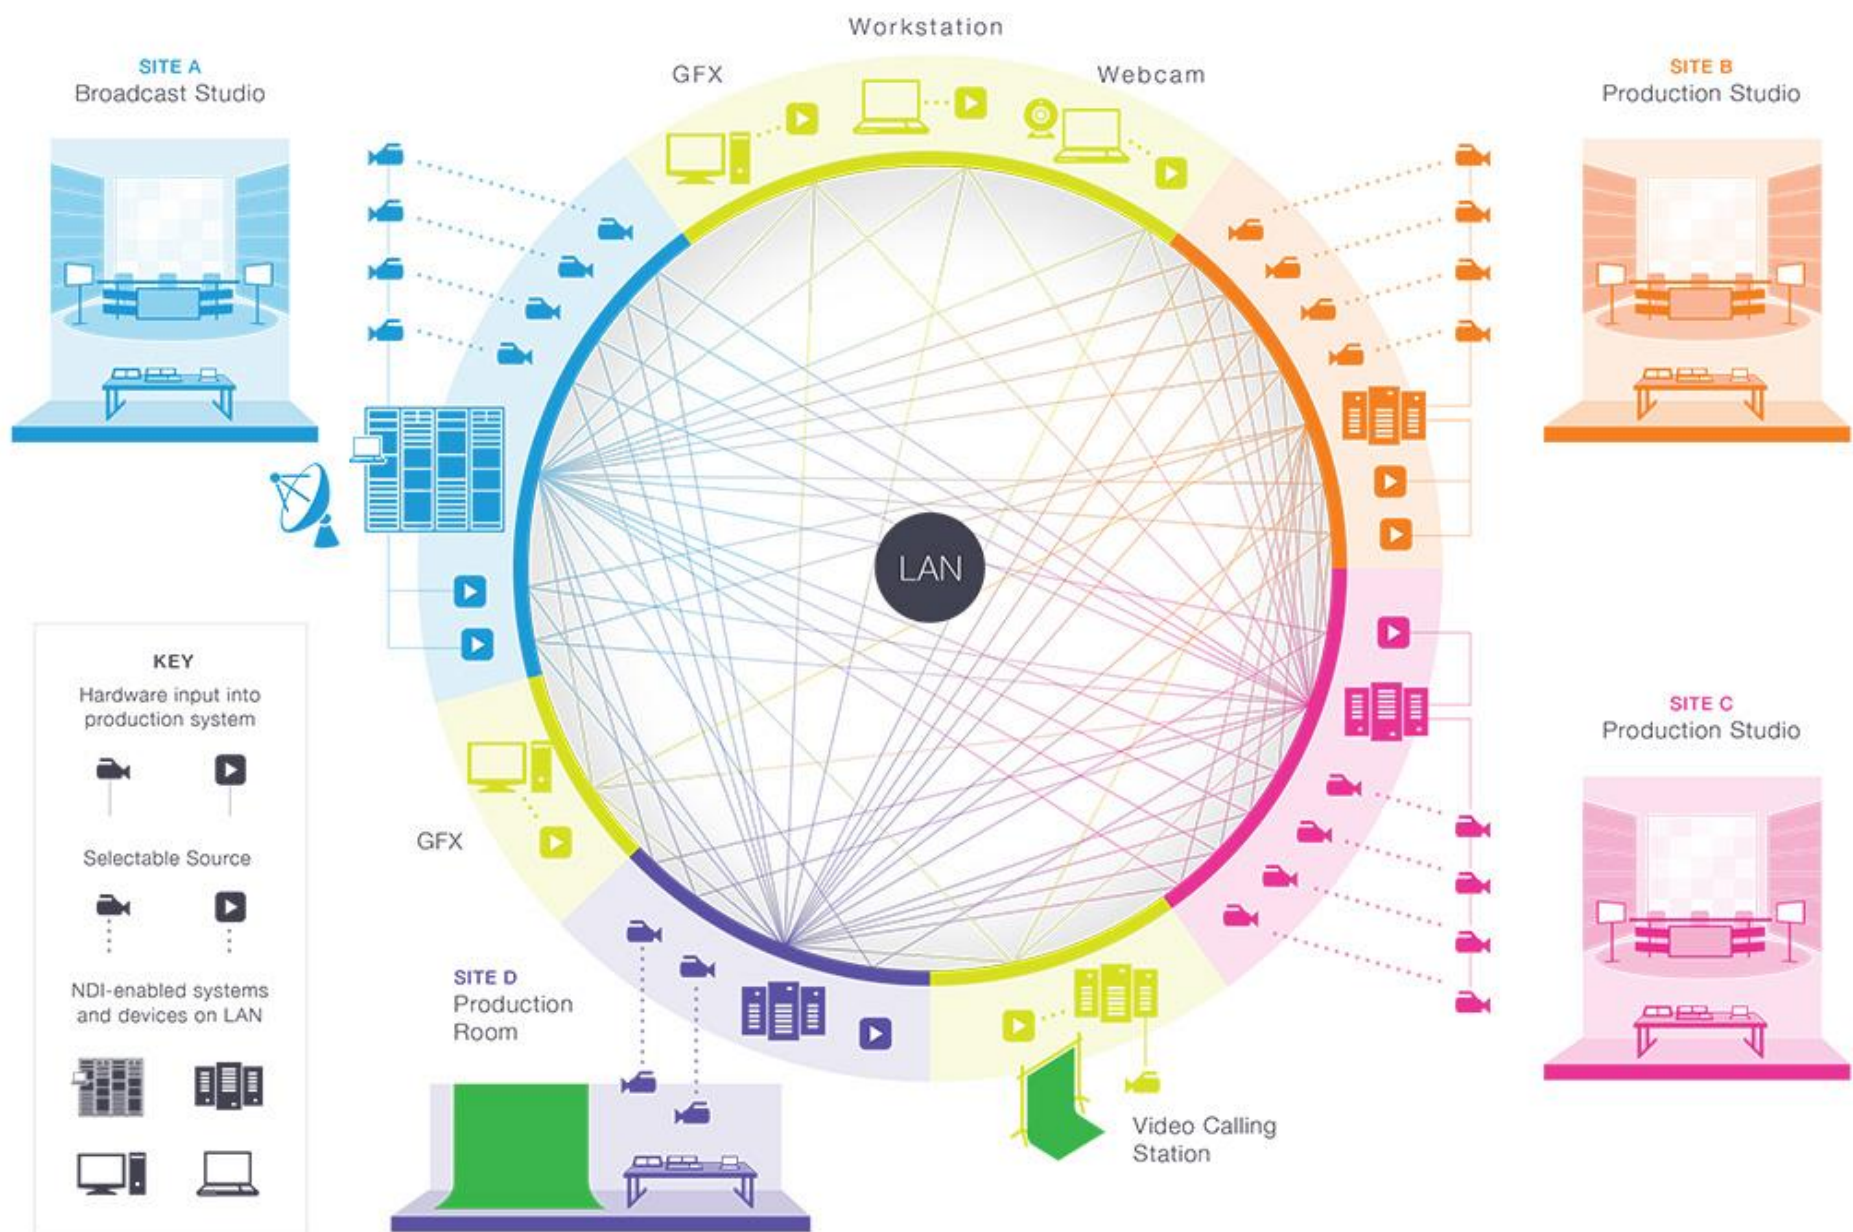 Workstation
GFX
Webcam
SITE A
Broadcast Studio
SITE B
Production Studio
LAN
KEY
Hardware input into
production system
Selectable Source
NDI-enabled systems
and devices on LAN
GFX
SITE C
Production Studio
SITE D
Production
Room
Video Calling
Station